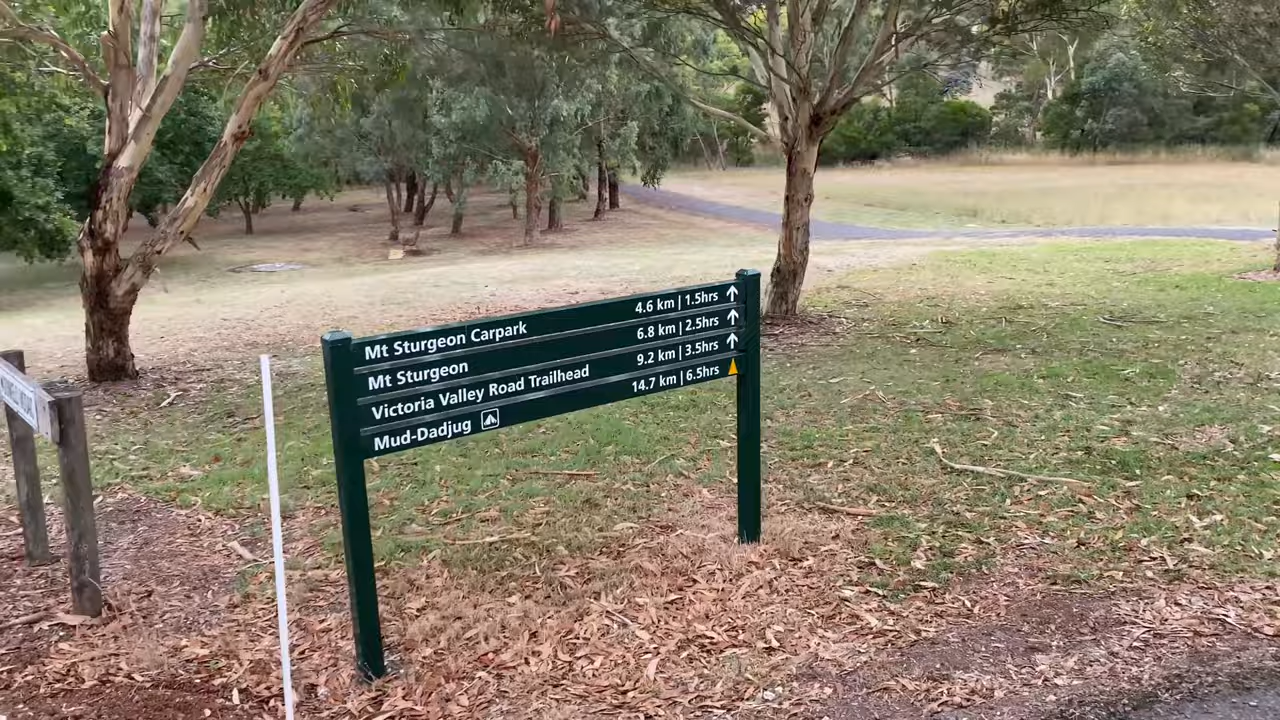 Mt Sturgeon Carpark 4.6 km | 1.5hrs ↑
Mt Sturgeon 6.8 km | 2.5hrs ↑
Victoria Valley Road Trailhead 9.2 km | 3.5hrs ↑
Mud-Dadjug 14.7 km | 6.5hrs